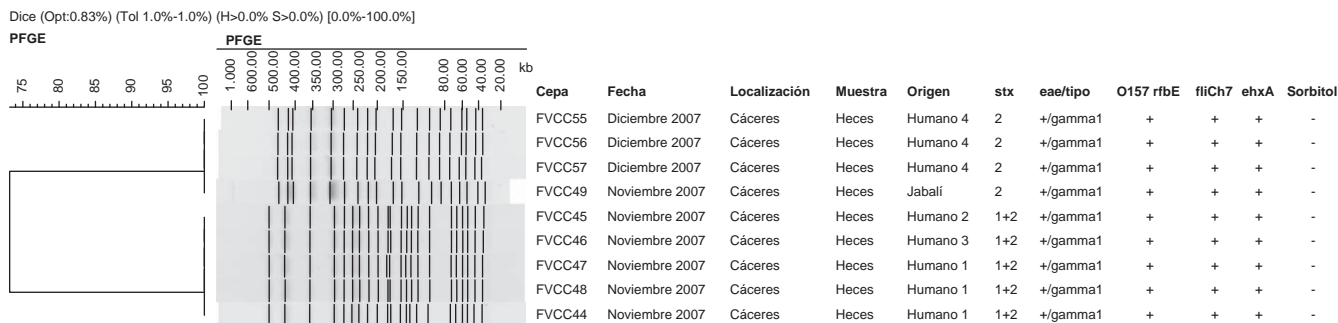 Dice (Opt:0.83%) (Tol 1.0%-1.0%) (H>0.0% S>0.0%) [0.0%-100.0%]
PFGE PFGE
75 80 85 90 95 100 1.000 600.00 500.00 400.00 350.00 300.00 250.00 200.00 150.00 80.00 60.00 40.00 20.00 kb
Cepa Fecha Localización Muestra Origen stx eae/tipo O157 rfbE fliCh7 ehxA Sorbitol
FVCC55 Diciembre 2007 Cáceres Heces Humano 4 2 +/gamma1 + + + -
FVCC56 Diciembre 2007 Cáceres Heces Humano 4 2 +/gamma1 + + + -
FVCC57 Diciembre 2007 Cáceres Heces Humano 4 2 +/gamma1 + + + -
FVCC49 Noviembre 2007 Cáceres Heces Jabalí 2 +/gamma1 + + + -
FVCC45 Noviembre 2007 Cáceres Heces Humano 2 1+2 +/gamma1 + + + -
FVCC46 Noviembre 2007 Cáceres Heces Humano 3 1+2 +/gamma1 + + + -
FVCC47 Noviembre 2007 Cáceres Heces Humano 1 1+2 +/gamma1 + + + -
FVCC48 Noviembre 2007 Cáceres Heces Humano 1 1+2 +/gamma1 + + + -
FVCC44 Noviembre 2007 Cáceres Heces Humano 1 1+2 +/gamma1 + + + -